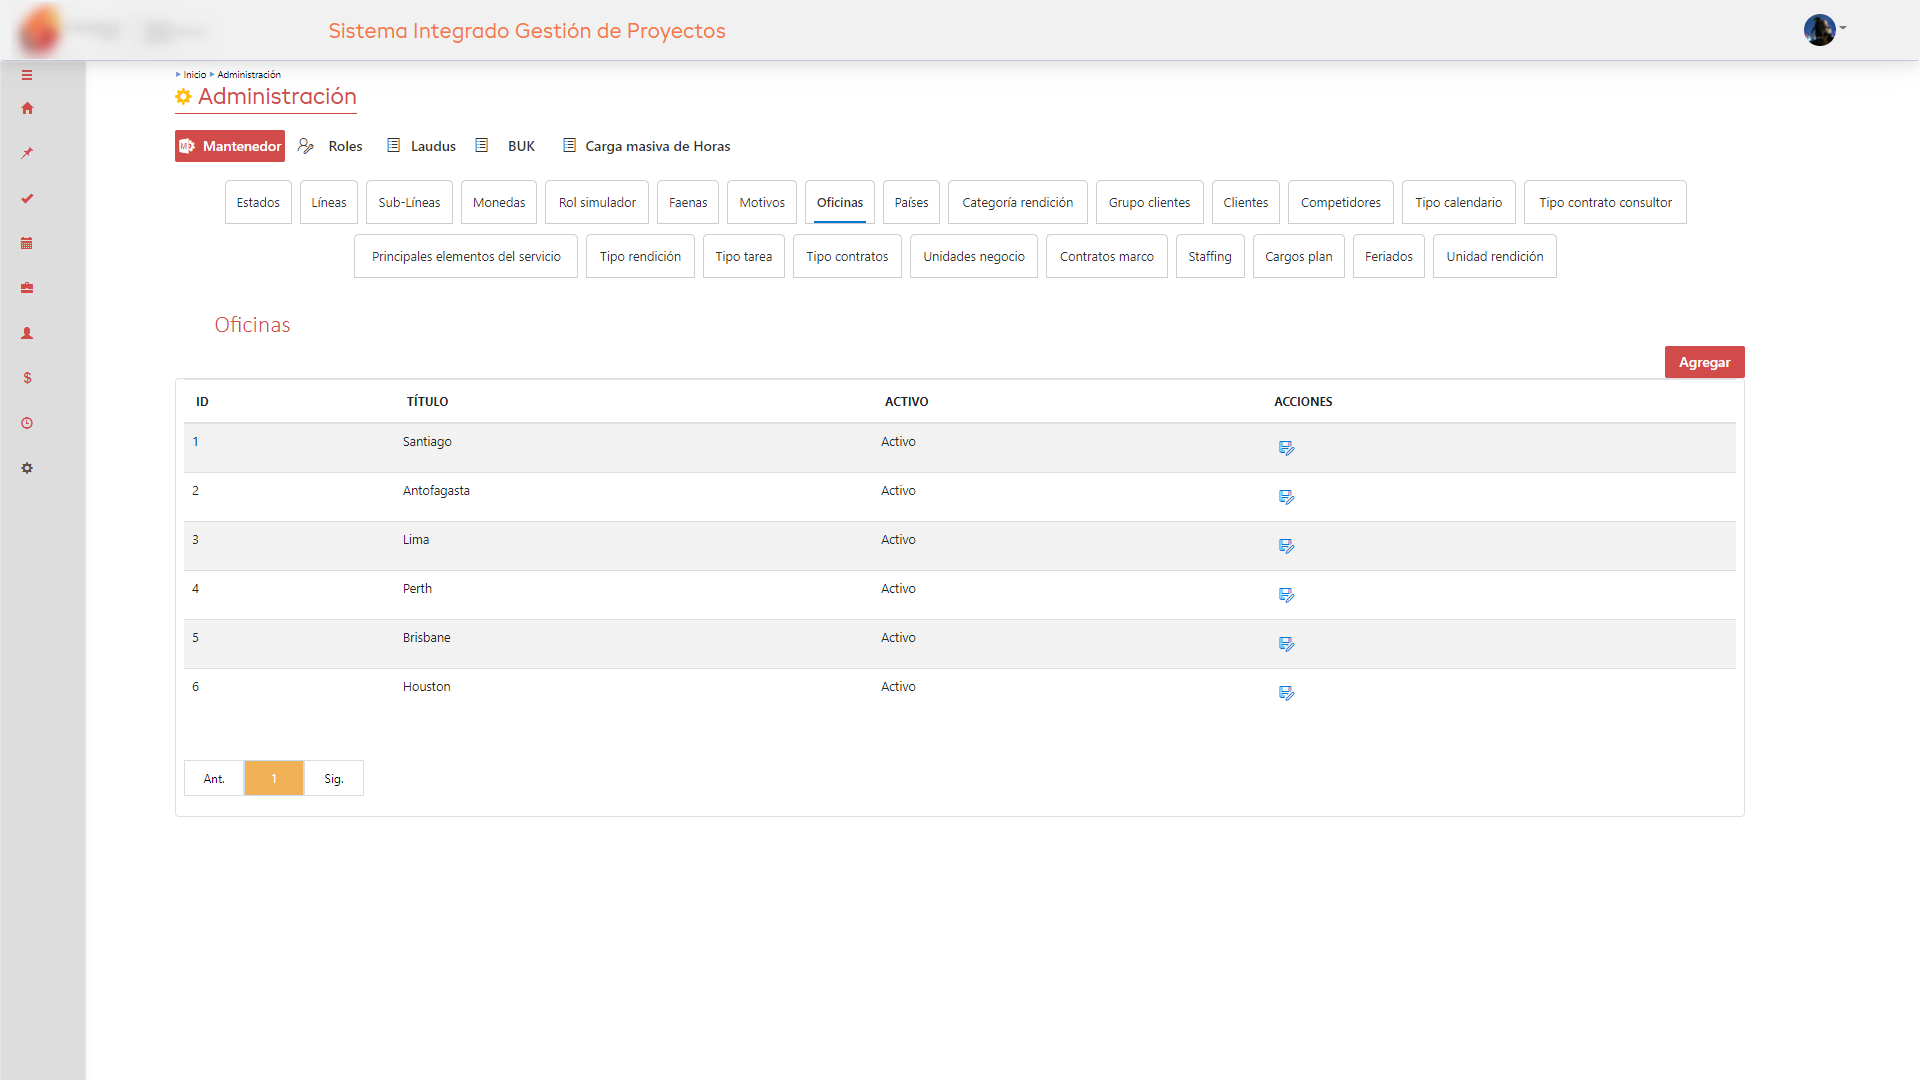 Sistema Integrado Gestión de Proyectos
Inicio Administración
Administración
Mantenedor Roles Laudus BUK Carga masiva de Horas
Estados Líneas Sub-Líneas Monedas Rol simulador Faenas Motivos Oficinas Países Categoría rendición Grupo clientes Clientes Competidores Tipo calendario Tipo contrato consultor
Principales elementos del servicio Tipo rendición Tipo tarea Tipo contratos Unidades negocio Contratos marco Staffing Cargos plan Feriados Unidad rendición
Oficinas
Agregar
ID TÍTULO ACTIVO ACCIONES
1 Santiago Activo
2 Antofagasta Activo
3 Lima Activo
4 Perth Activo
5 Brisbane Activo
6 Houston Activo
Ant. 1 Sig.